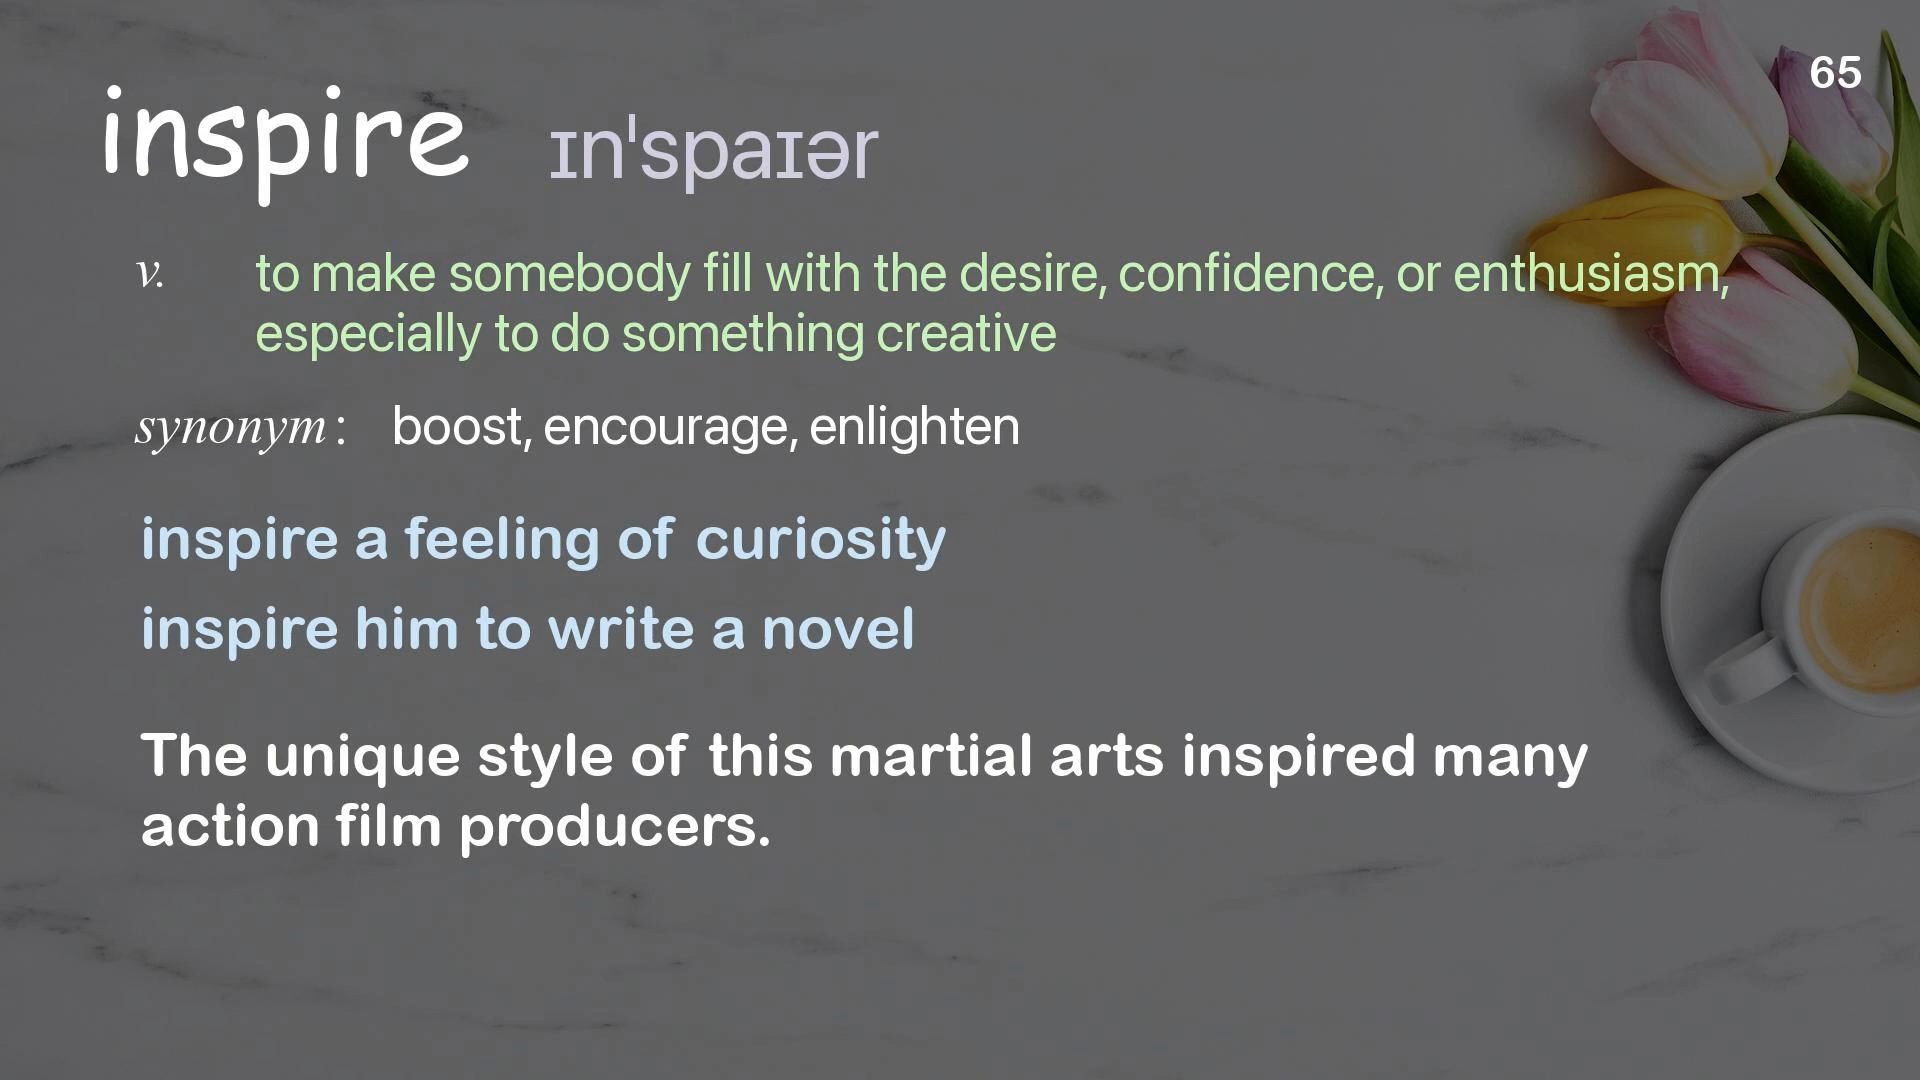 65
inspire ɪnˈspaɪər
v. to make somebody fill with the desire, confidence, or enthusiasm,
especially to do something creative
synonym : boost, encourage, enlighten
inspire a feeling of curiosity
inspire him to write a novel
The unique style of this martial arts inspired many
action film producers.